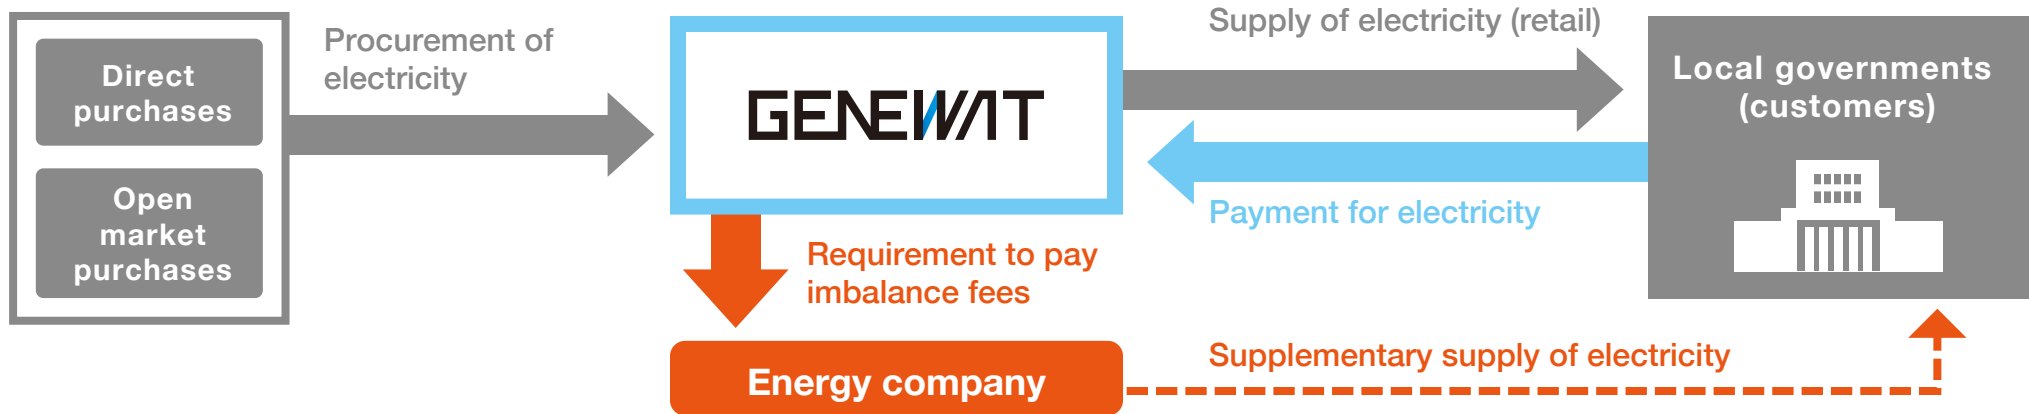 Direct
purchases
Open
market
purchases
Procurement of
electricity
GENEWAT
Supply of electricity (retail)
Payment for electricity
Local governments
(customers)
Requirement to pay
imbalance fees
Energy company
Supplementary supply of electricity